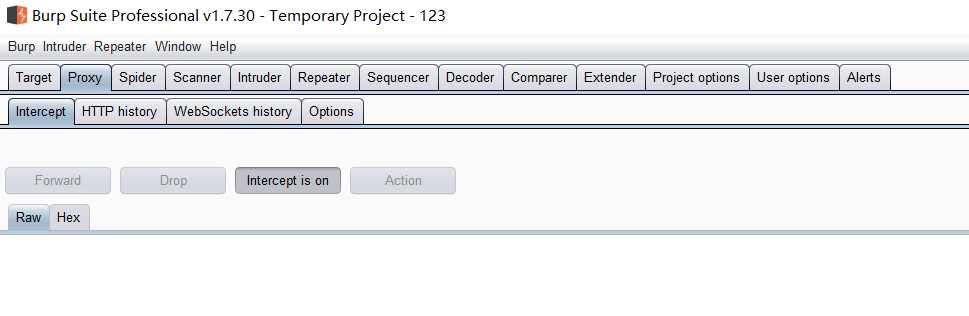 Burp Suite Professional v1.7.30 - Temporary Project - 123
Burp Intruder Repeater Window Help
Target Proxy Spider Scanner Intruder Repeater Sequencer Decoder Comparer Extender Project options User options Alerts
Intercept HTTP history WebSockets history Options
Forward Drop Intercept is on Action
Raw Hex